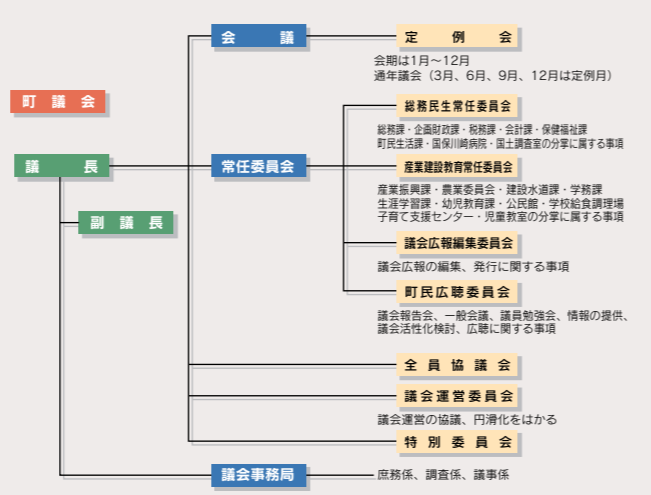 町議会
議長
副議長
会議
定例会
会期は1月～12月
通年議会（3月、6月、9月、12月は定例月）
常任委員会
総務民生常任委員会
総務課・企画財政課・税務課・会計課・保健福祉課
町民生活課・国保川崎病院・国土調査室の分掌に属する事項
産業建設教育常任委員会
産業振興課・農業委員会・建設水道課・学務課
生涯学習課・幼児教育課・公民館・学校給食調理場
子育て支援センター・児童教室の分掌に属する事項
議会広報編集委員会
議会広報の編集、発行に関する事項
町民広聴委員会
議会報告会、一般会議、議員勉強会、情報の提供、
議会活性化検討、広聴に関する事項
全員協議会
議会運営委員会
議会運営の協議、円滑化をはかる
特別委員会
議会事務局
庶務係、調査係、議事係